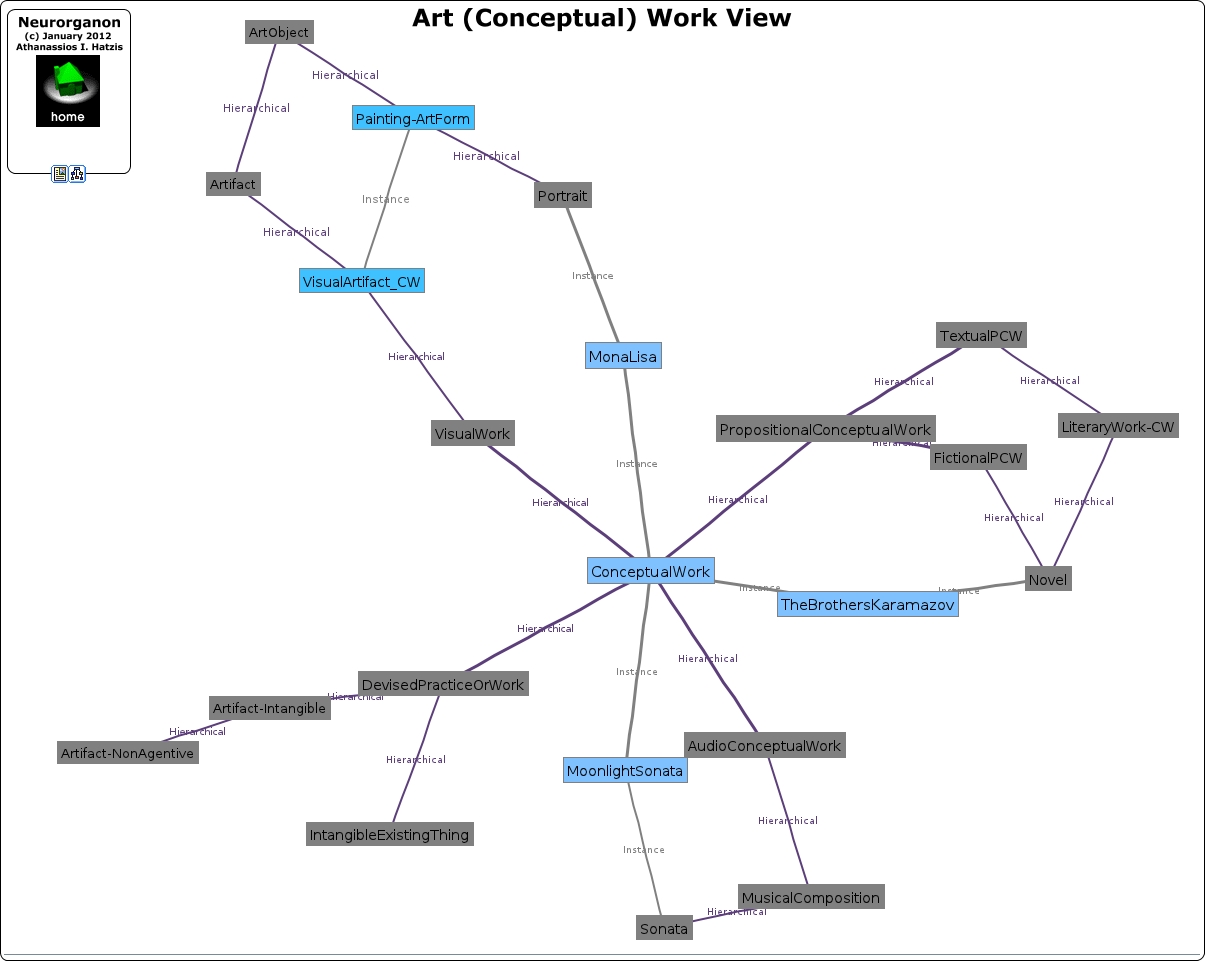 Art (Conceptual) Work View
Neurorganon
(c) January 2012
Athanassios I. Hatzis
home
ArtObject
Hierarchical
Hierarchical
Painting-ArtForm
Hierarchical
Artifact
Instance
Portrait
Hierarchical
VisualArtifact_CW
Instance
Hierarchical
MonaLisa
TextualPCW
Hierarchical
Hierarchical
VisualWork
PropositionalConceptualWork
LiteraryWork-CW
Hierarchical
FictionalPCW
Instance
Hierarchical
Hierarchical
Hierarchical
Hierarchical
ConceptualWork
Novel
Instance
Instance
TheBrothersKaramazov
Hierarchical
Hierarchical
Instance
DevisedPracticeOrWork
Hierarchical
Artifact-Intangible
Hierarchical
Artifact-NonAgentive
Hierarchical
AudioConceptualWork
MoonlightSonata
Hierarchical
IntangibleExistingThing
Instance
MusicalComposition
Hierarchical
Sonata